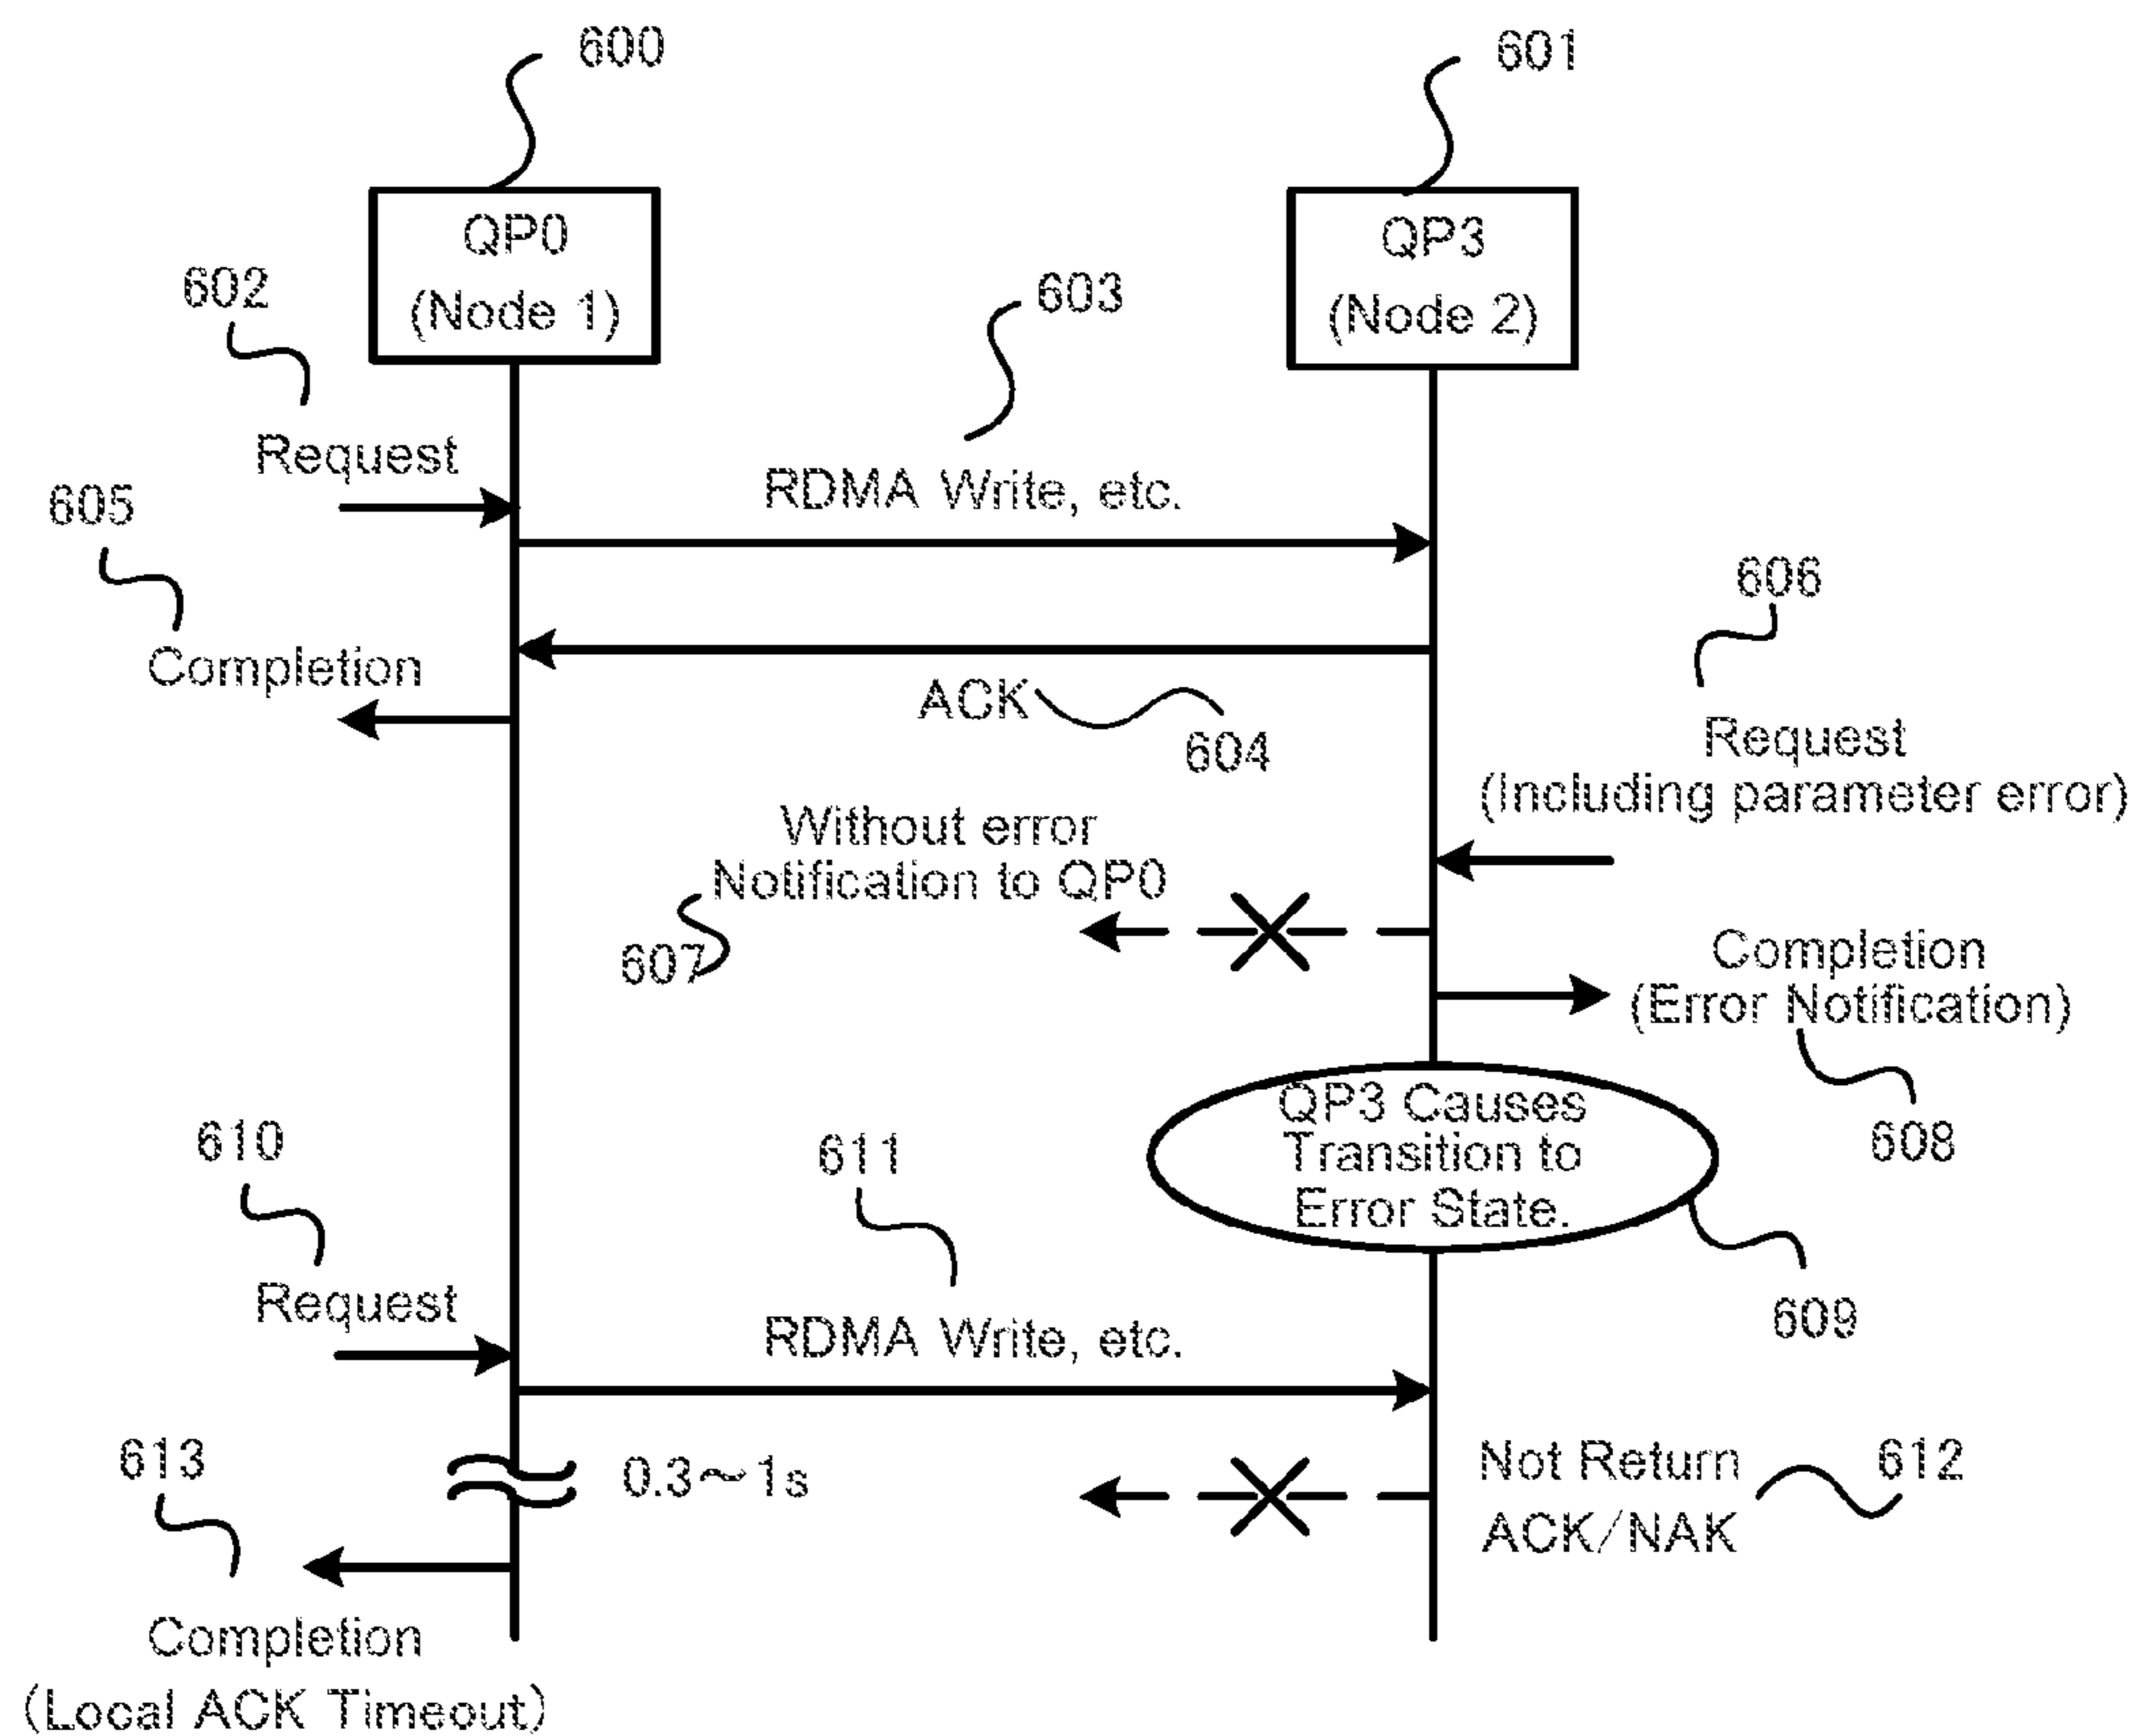 600
601
QP0
(Node 1)
QP3
(Node 2)
602
603
Request
RDMA Write, etc.
605
606
Completion
ACK
604
Request
(Including parameter error)
Without error
Notification to QP0
607
Completion
(Error Notification)
608
QP3 Causes
Transition to
Error State.
609
610
611
Request
RDMA Write, etc.
613
0.3～1s
Not Return
ACK/NAK
612
Completion
(Local ACK Timeout)